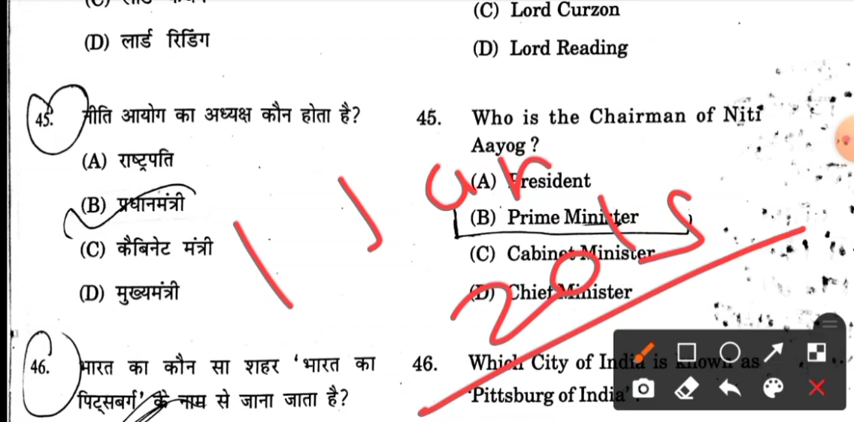 (D) लार्ड रिडिंग
45. नीति आयोग का अध्यक्ष कौन होता है?
(A) राष्ट्रपति
(B) प्रधानमंत्री
(C) कैबिनेट मंत्री
(D) मुख्यमंत्री
46. भारत का कौन सा शहर 'भारत का
पिट्सबर्ग' के नाम से जाना जाता है?
(C) Lord Curzon
(D) Lord Reading
45. Who is the Chairman of Niti
Aayog ?
(A) President
(B) Prime Minister
(C) Cabinet Minister
(D) Chief Minister
46. Which City of India is known as
'Pittsburg of India'
1 Jan
2015